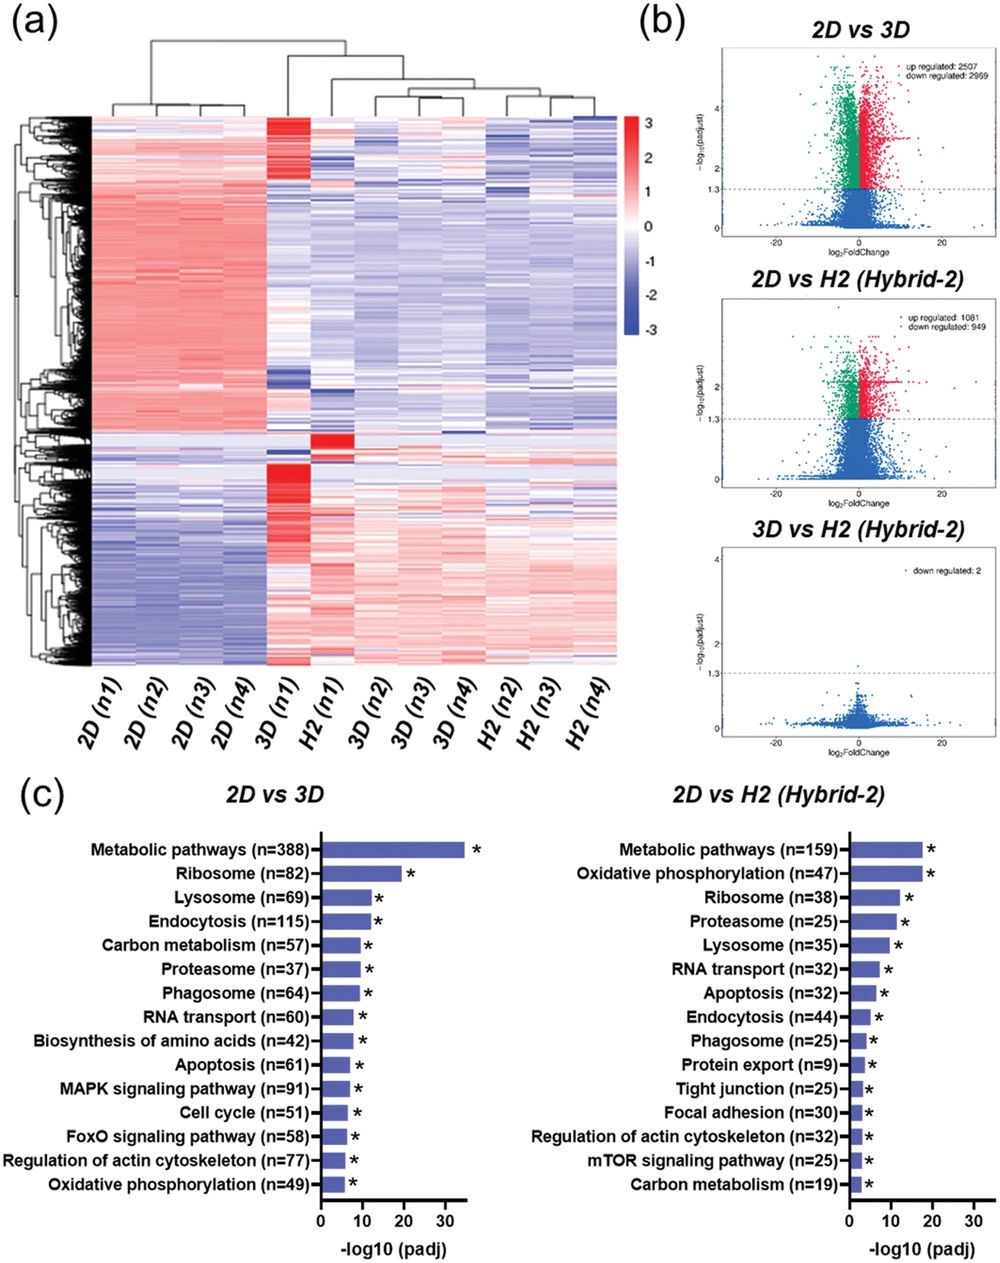 (a)
3
2
1
0
-1
-2
-3
2D (n1)
2D (n2)
2D (n3)
2D (n4)
3D (n1)
H2 (n1)
3D (n2)
3D (n3)
3D (n4)
H2 (n2)
H2 (n3)
H2 (n4)
(b)
2D vs 3D
up regulated: 2507
down regulated: 2969
−log10(padjust)
4
2
1.3
0
-20
0
20
log2FoldChange
2D vs H2 (Hybrid-2)
up regulated: 1081
down regulated: 949
−log10(padjust)
2
1.3
0
-20
0
20
log2FoldChange
3D vs H2 (Hybrid-2)
down regulated: 2
−log10(padjust)
4
2
1.3
0
-20
0
20
log2FoldChange
(c)
2D vs 3D
Metabolic pathways (n=388) *
Ribosome (n=82) *
Lysosome (n=69) *
Endocytosis (n=115) *
Carbon metabolism (n=57) *
Proteasome (n=37) *
Phagosome (n=64) *
RNA transport (n=60) *
Biosynthesis of amino acids (n=42) *
Apoptosis (n=61) *
MAPK signaling pathway (n=91) *
Cell cycle (n=51) *
FoxO signaling pathway (n=58) *
Regulation of actin cytoskeleton (n=77) *
Oxidative phosphorylation (n=49) *
0 10 20 30
-log10 (padj)
2D vs H2 (Hybrid-2)
Metabolic pathways (n=159) *
Oxidative phosphorylation (n=47) *
Ribosome (n=38) *
Proteasome (n=25) *
Lysosome (n=35) *
RNA transport (n=32) *
Apoptosis (n=32) *
Endocytosis (n=44) *
Phagosome (n=25) *
Protein export (n=9) *
Tight junction (n=25) *
Focal adhesion (n=30) *
Regulation of actin cytoskeleton (n=32) *
mTOR signaling pathway (n=25) *
Carbon metabolism (n=19) *
0 10 20 30
-log10 (padj)